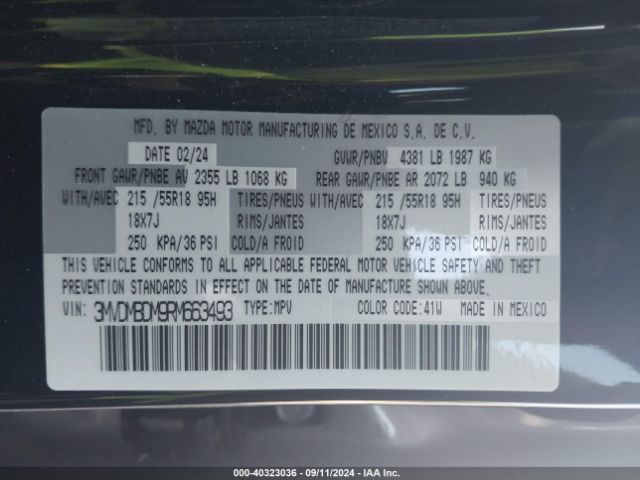 MFD. BY MAZDA MOTOR MANUFACTURING DE MEXICO S.A. DE C.V.
DATE 02/24 GVWR/PNBV 4381 LB 1987 KG
FRONT GAWR/PNBE AV 2355 LB 1068 KG REAR GAWR/PNBE AR 2072 LB 940 KG
WITH/AVEC 215 /55R18 95H TIRES/PNEUS WITH/AVEC 215 /55R18 95H TIRES/PNEUS
18X7J RIMS/JANTES 18X7J RIMS/JANTES
250 KPA/36 PSI COLD/A FROID 250 KPA/36 PSI COLD/A FROID
THIS VEHICLE CONFORMS TO ALL APPLICABLE FEDERAL MOTOR VEHICLE SAFETY AND THEFT
PREVENTION STANDARDS IN EFFECT ON THE DATE OF MANUFACTURE SHOWN ABOVE.
VIN: 3MVDMBDM9RM663493 TYPE:MPV COLOR CODE:41W MADE IN MEXICO
000-40323036 - 09/11/2024 - IAA Inc.